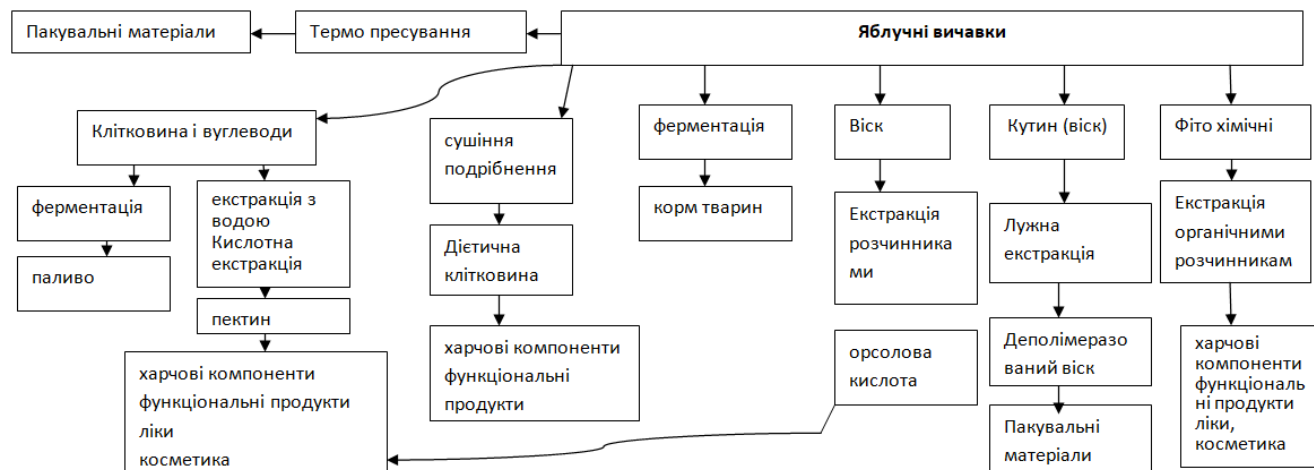 Пакувальні матеріали
Термо пресування
Яблучні вичавки
Клітковина і вуглеводи
ферментація
паливо
екстракція з
водою
Кислотна
екстракція
пектин
харчові компоненти
функціональні продукти
ліки
косметика
сушіння
подрібнення
Дієтична
клітковина
харчові компоненти
функціональні
продукти
ферментація
корм тварин
Віск
Екстракція
розчинника
ми
орсолова
кислота
Кутин (віск)
Лужна
екстракція
Деполімеразо
ваний віск
Пакувальні
матеріали
Фіто хімічні
Екстракція
органічними
розчинникам
харчові
компоненти
функціональ
ні продукти
ліки,
косметика